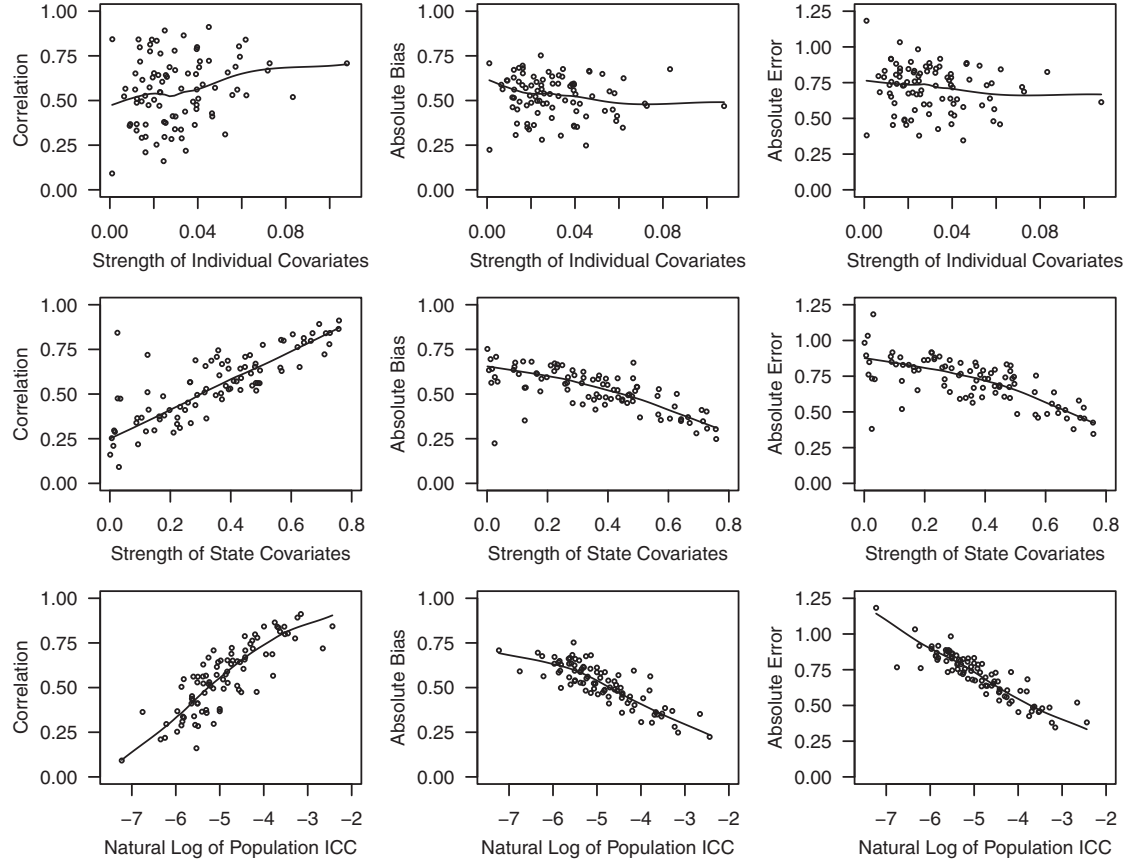 Correlation
1.00
0.75
0.50
0.25
0.00
0.00 0.04 0.08
Strength of Individual Covariates
Absolute Bias
1.00
0.75
0.50
0.25
0.00
0.00 0.04 0.08
Strength of Individual Covariates
Absolute Error
1.25
1.00
0.75
0.50
0.25
0.00
0.00 0.04 0.08
Strength of Individual Covariates
Correlation
1.00
0.75
0.50
0.25
0.00
0.0 0.2 0.4 0.6 0.8
Strength of State Covariates
Absolute Bias
1.00
0.75
0.50
0.25
0.00
0.0 0.2 0.4 0.6 0.8
Strength of State Covariates
Absolute Error
1.25
1.00
0.75
0.50
0.25
0.00
0.0 0.2 0.4 0.6 0.8
Strength of State Covariates
Correlation
1.00
0.75
0.50
0.25
0.00
−7 −6 −5 −4 −3 −2
Natural Log of Population ICC
Absolute Bias
1.00
0.75
0.50
0.25
0.00
−7 −6 −5 −4 −3 −2
Natural Log of Population ICC
Absolute Error
1.25
1.00
0.75
0.50
0.25
0.00
−7 −6 −5 −4 −3 −2
Natural Log of Population ICC